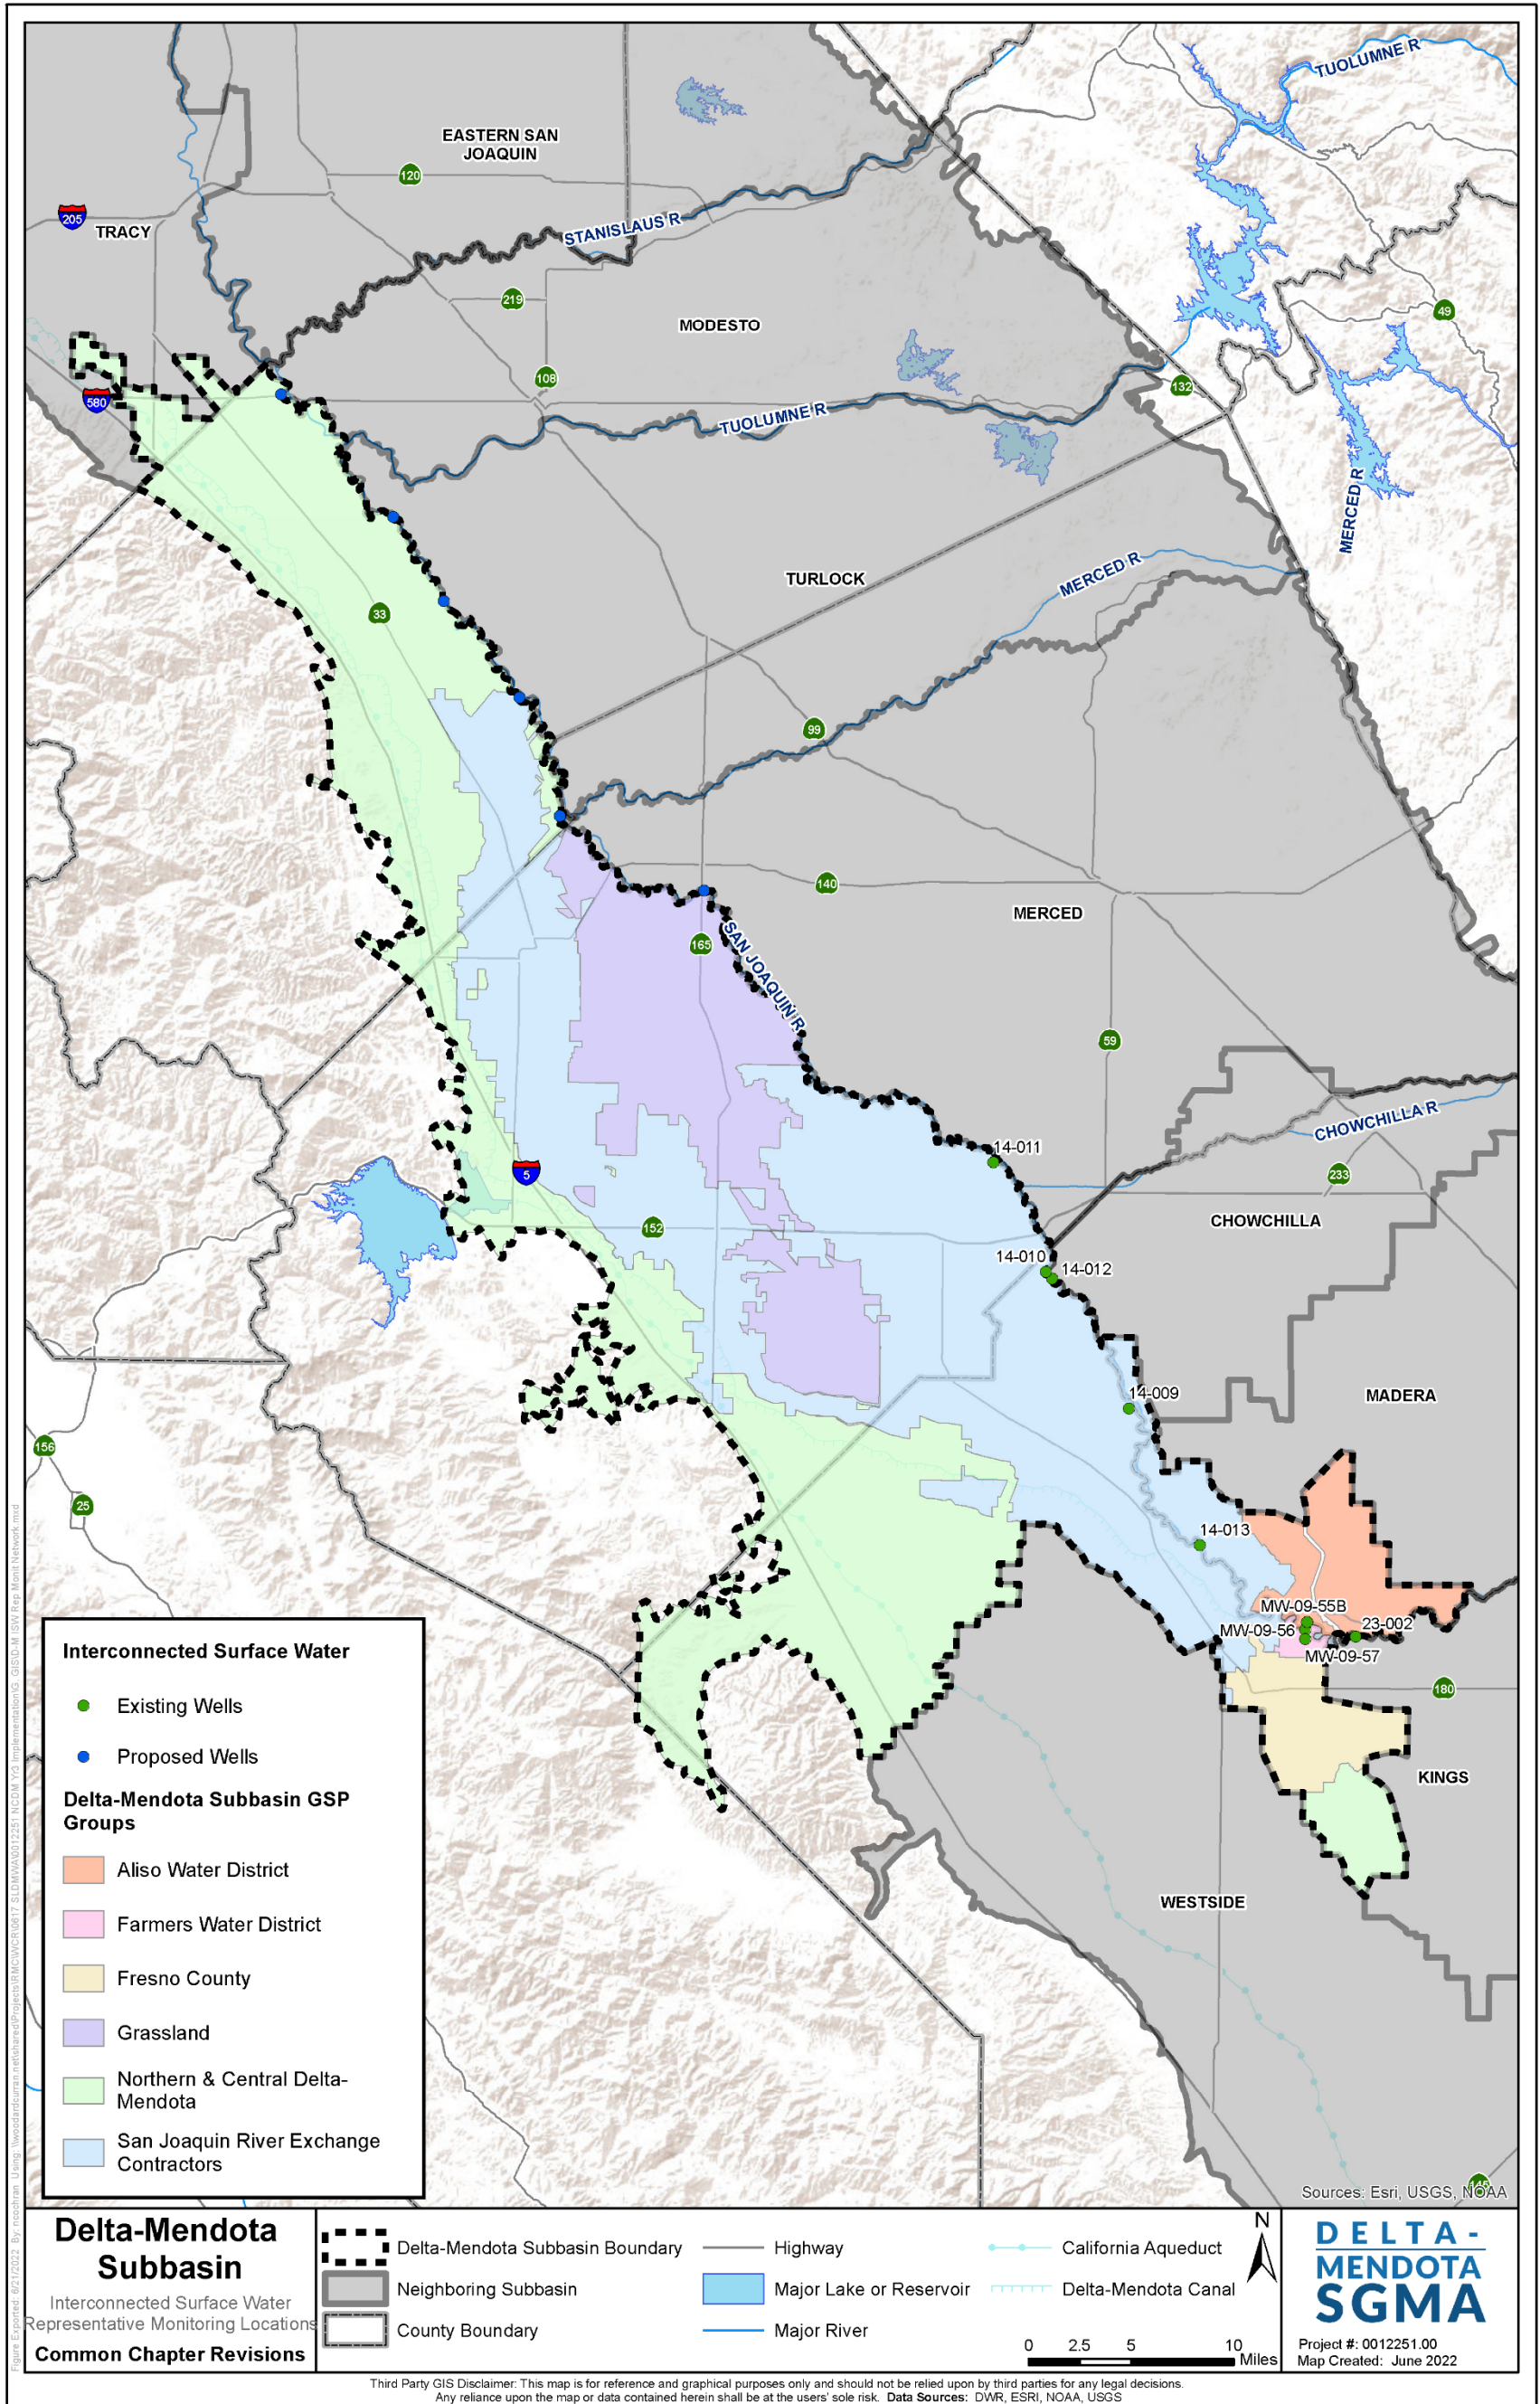 TUOLUMNE R
EASTERN SAN
JOAQUIN
120
205
TRACY
STANISLAUS R
219
MODESTO
49
108
132
580
TUOLUMNE R
MERCED R
TURLOCK
MERCED R
33
99
140
MERCED
165
SAN JOAQUIN R
59
CHOWCHILLA R
14-011
5
233
152
CHOWCHILLA
14-010
14-012
14-009
MADERA
156
25
14-013
MW-09-55B
23-002
MW-09-56
MW-09-57
180
KINGS
WESTSIDE
145
Interconnected Surface Water
Existing Wells
Proposed Wells
Delta-Mendota Subbasin GSP
Groups
Aliso Water District
Farmers Water District
Fresno County
Grassland
Northern & Central Delta-
Mendota
San Joaquin River Exchange
Contractors
Sources: Esri, USGS, NOAA
Delta-Mendota
Subbasin
Interconnected Surface Water
Representative Monitoring Locations
Common Chapter Revisions
Delta-Mendota Subbasin Boundary
Neighboring Subbasin
County Boundary
Highway
Major Lake or Reservoir
Major River
California Aqueduct
Delta-Mendota Canal
N
0 2.5 5 10
Miles
DELTA-
MENDOTA
SGMA
Project #: 0012251.00
Map Created: June 2022
Third Party GIS Disclaimer: This map is for reference and graphical purposes only and should not be relied upon by third parties for any legal decisions.
Any reliance upon the map or data contained herein shall be at the users' sole risk. Data Sources: DWR, ESRI, NOAA, USGS